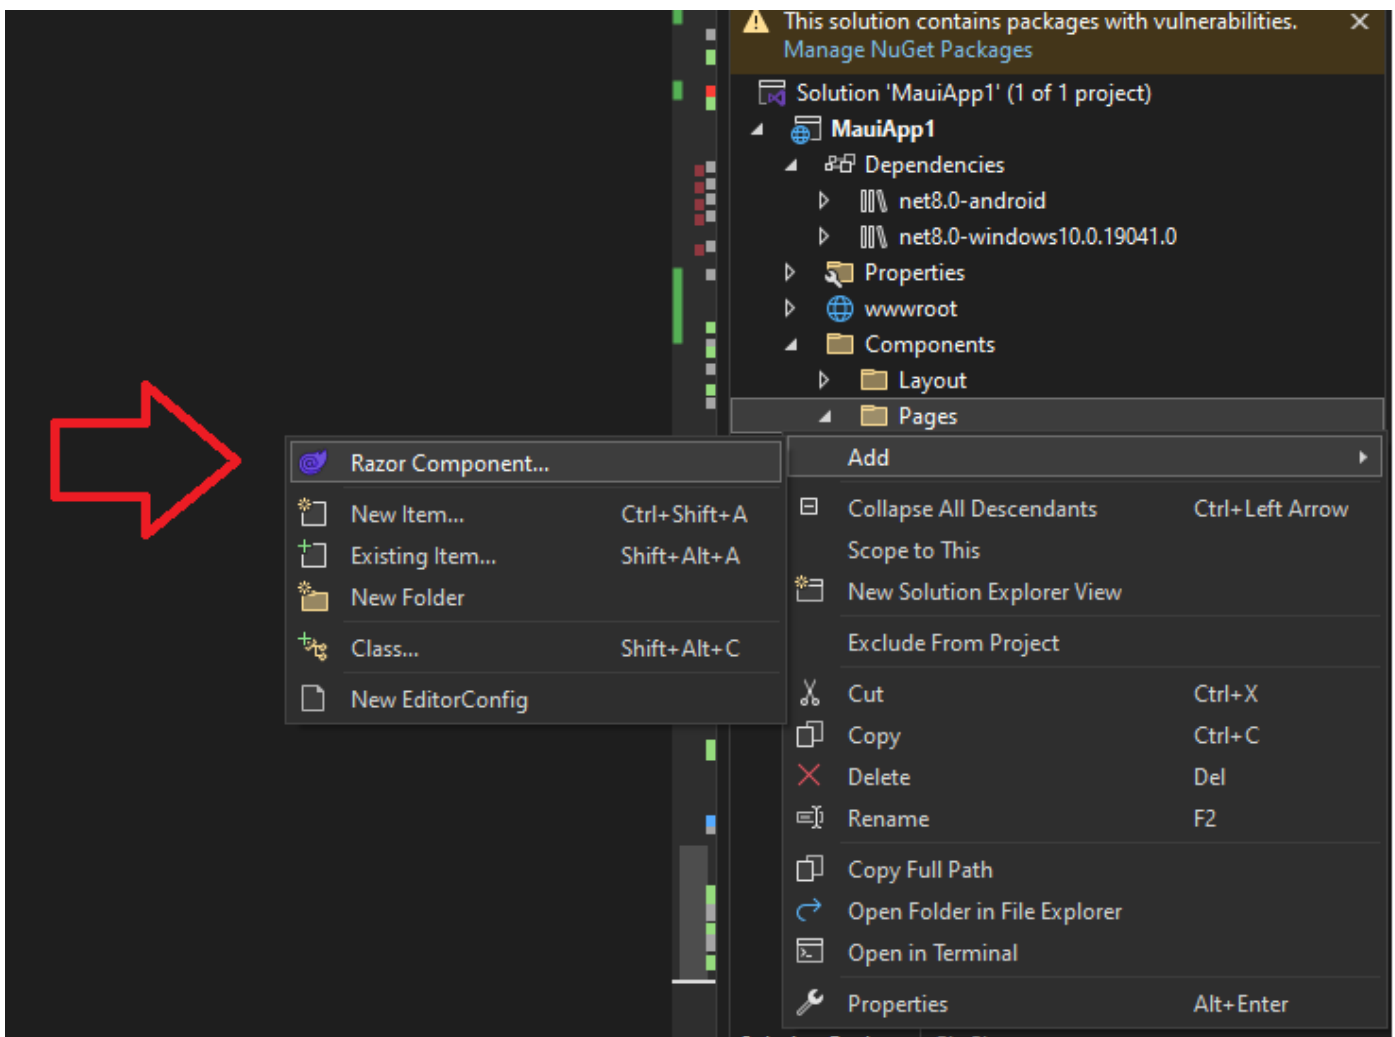 This solution contains packages with vulnerabilities.
Manage NuGet Packages
Solution 'MauiApp1' (1 of 1 project)
MauiApp1
Dependencies
net8.0-android
net8.0-windows10.0.19041.0
Properties
wwwroot
Components
Layout
Pages
Razor Component...
New Item... Ctrl+Shift+A
Existing Item... Shift+Alt+A
New Folder
Class... Shift+Alt+C
New EditorConfig
Add
Collapse All Descendants Ctrl+Left Arrow
Scope to This
New Solution Explorer View
Exclude From Project
Cut Ctrl+X
Copy Ctrl+C
Delete Del
Rename F2
Copy Full Path
Open Folder in File Explorer
Open in Terminal
Properties Alt+Enter